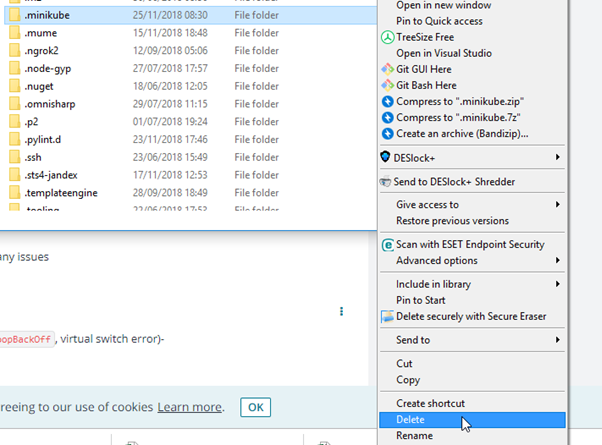 .minikube 25/11/2018 08:30 File folder
.mume 15/11/2018 18:48 File folder
.ngrok2 12/09/2018 05:06 File folder
.node-gyp 27/07/2018 17:57 File folder
.nuget 18/06/2018 12:05 File folder
.omnisharp 29/07/2018 11:15 File folder
.p2 01/07/2018 19:24 File folder
.pylint.d 23/11/2018 17:46 File folder
.ssh 23/06/2018 15:49 File folder
.sts4-jandex 17/11/2018 12:53 File folder
.templateengine 28/09/2018 18:49 File folder
.tooling 22/06/2018 17:53 File folder
any issues
oopBackOff, virtual switch error)-
reeing to our use of cookies Learn more. OK
Open in new window
Pin to Quick access
TreeSize Free
Open in Visual Studio
Git GUI Here
Git Bash Here
Compress to ".minikube.zip"
Compress to ".minikube.7z"
Create an archive (Bandizip)...
DESlock+
Send to DESlock+ Shredder
Give access to
Restore previous versions
Scan with ESET Endpoint Security
Advanced options
Include in library
Pin to Start
Delete securely with Secure Eraser
Send to
Cut
Copy
Create shortcut
Delete
Rename